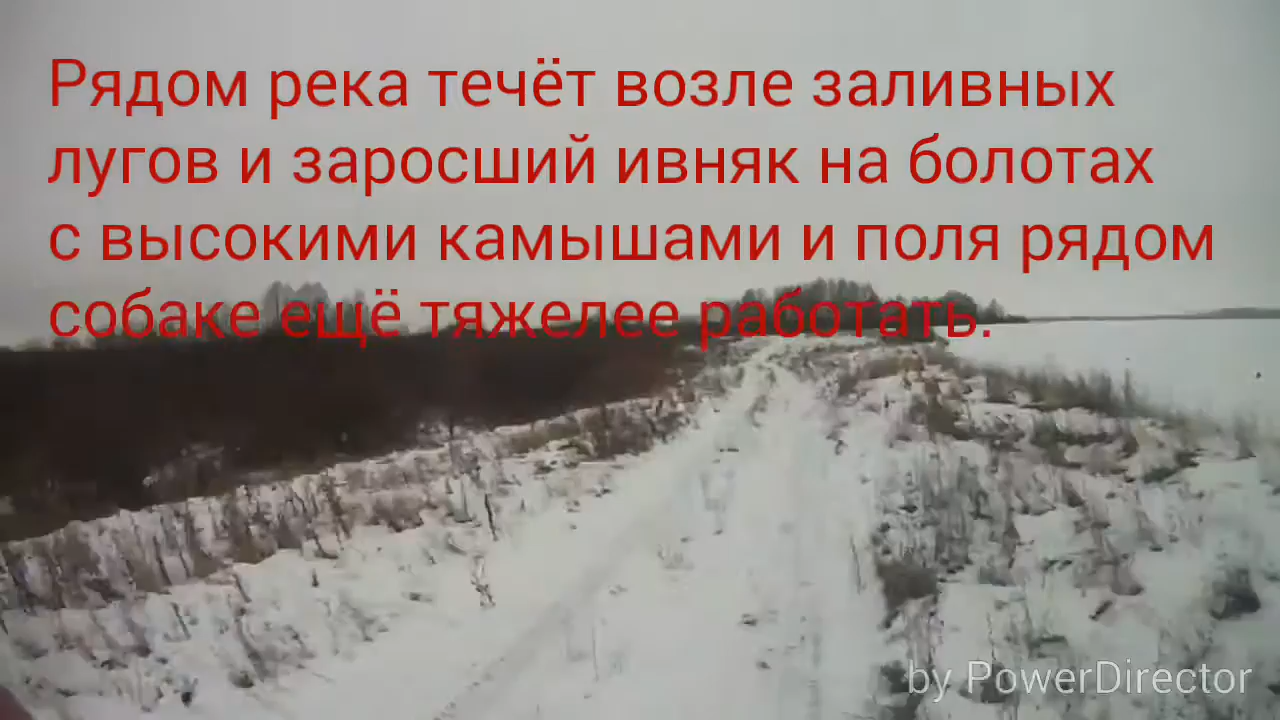 Рядом река течёт возле заливных
лугов и заросший ивняк на болотах
с высокими камышами и поля рядом
собаке ещё тяжелее работать.
by PowerDirector